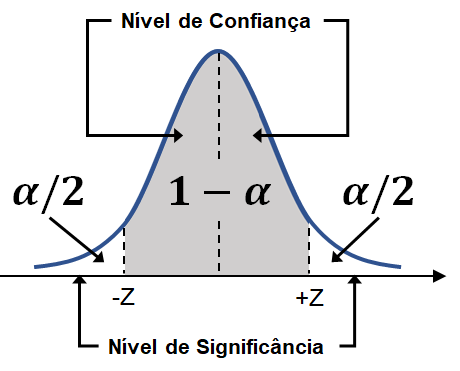 Nível de Confiança
α/2
1 − α
α/2
-Z
+Z
Nível de Significância